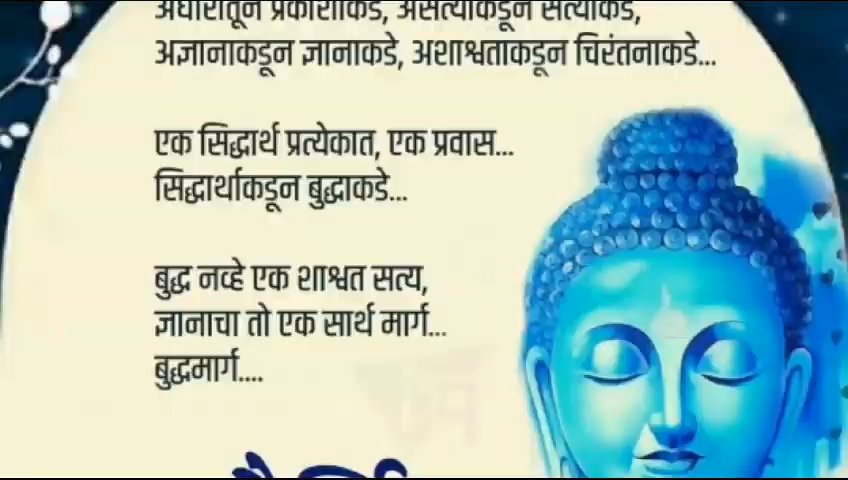 अंधारातून प्रकाशाकडे, असत्याकडून सत्याकडे,
अज्ञानाकडून ज्ञानाकडे, अशाश्वताकडून चिरंतनाकडे...
एक सिद्धार्थ प्रत्येकात, एक प्रवास...
सिद्धार्थाकडून बुद्धाकडे...
बुद्ध नव्हे एक शाश्वत सत्य,
ज्ञानाचा तो एक सार्थ मार्ग...
बुद्धमार्ग....